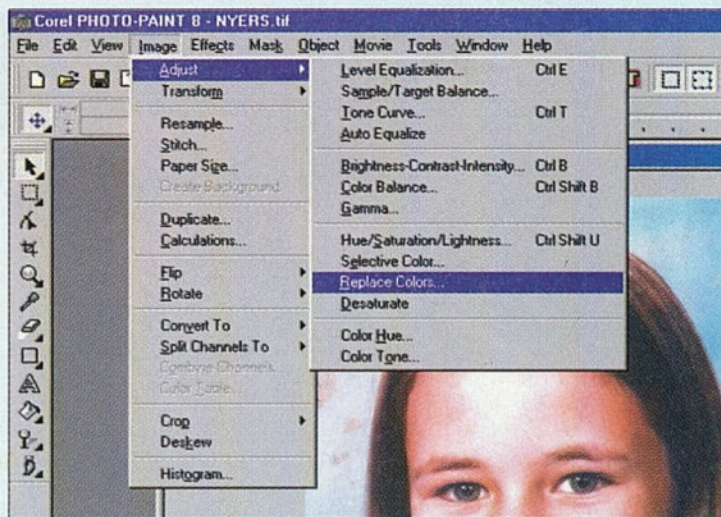 Corel PHOTO-PAINT 8 - NYERS.tif
File Edit View Image Effects Mask Object Movie Tools Window Help
Adjust
Transform
Resample...
Stitch...
Paper Size...
Create Background
Duplicate...
Calculations...
Flip
Rotate
Convert To
Split Channels To
Combine Channels...
Color Table...
Crop
Deskew
Histogram...
Level Equalization... Ctrl E
Sample/Target Balance...
Tone Curve... Ctrl T
Auto Equalize
Brightness-Contrast-Intensity... Ctrl B
Color Balance... Ctrl Shift B
Gamma...
Hue/Saturation/Lightness... Ctrl Shift U
Selective Color...
Replace Colors...
Desaturate
Color Hue...
Color Tone...